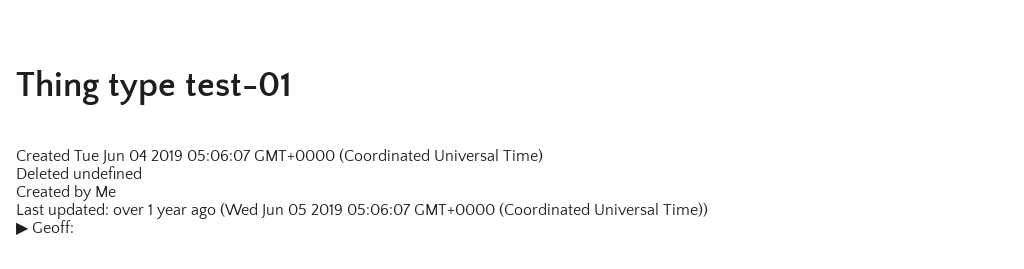 Thing type test-01
Created Tue Jun 04 2019 05:06:07 GMT+0000 (Coordinated Universal Time)
Deleted undefined
Created by Me
Last updated: over 1 year ago (Wed Jun 05 2019 05:06:07 GMT+0000 (Coordinated Universal Time))
▶ Geoff: